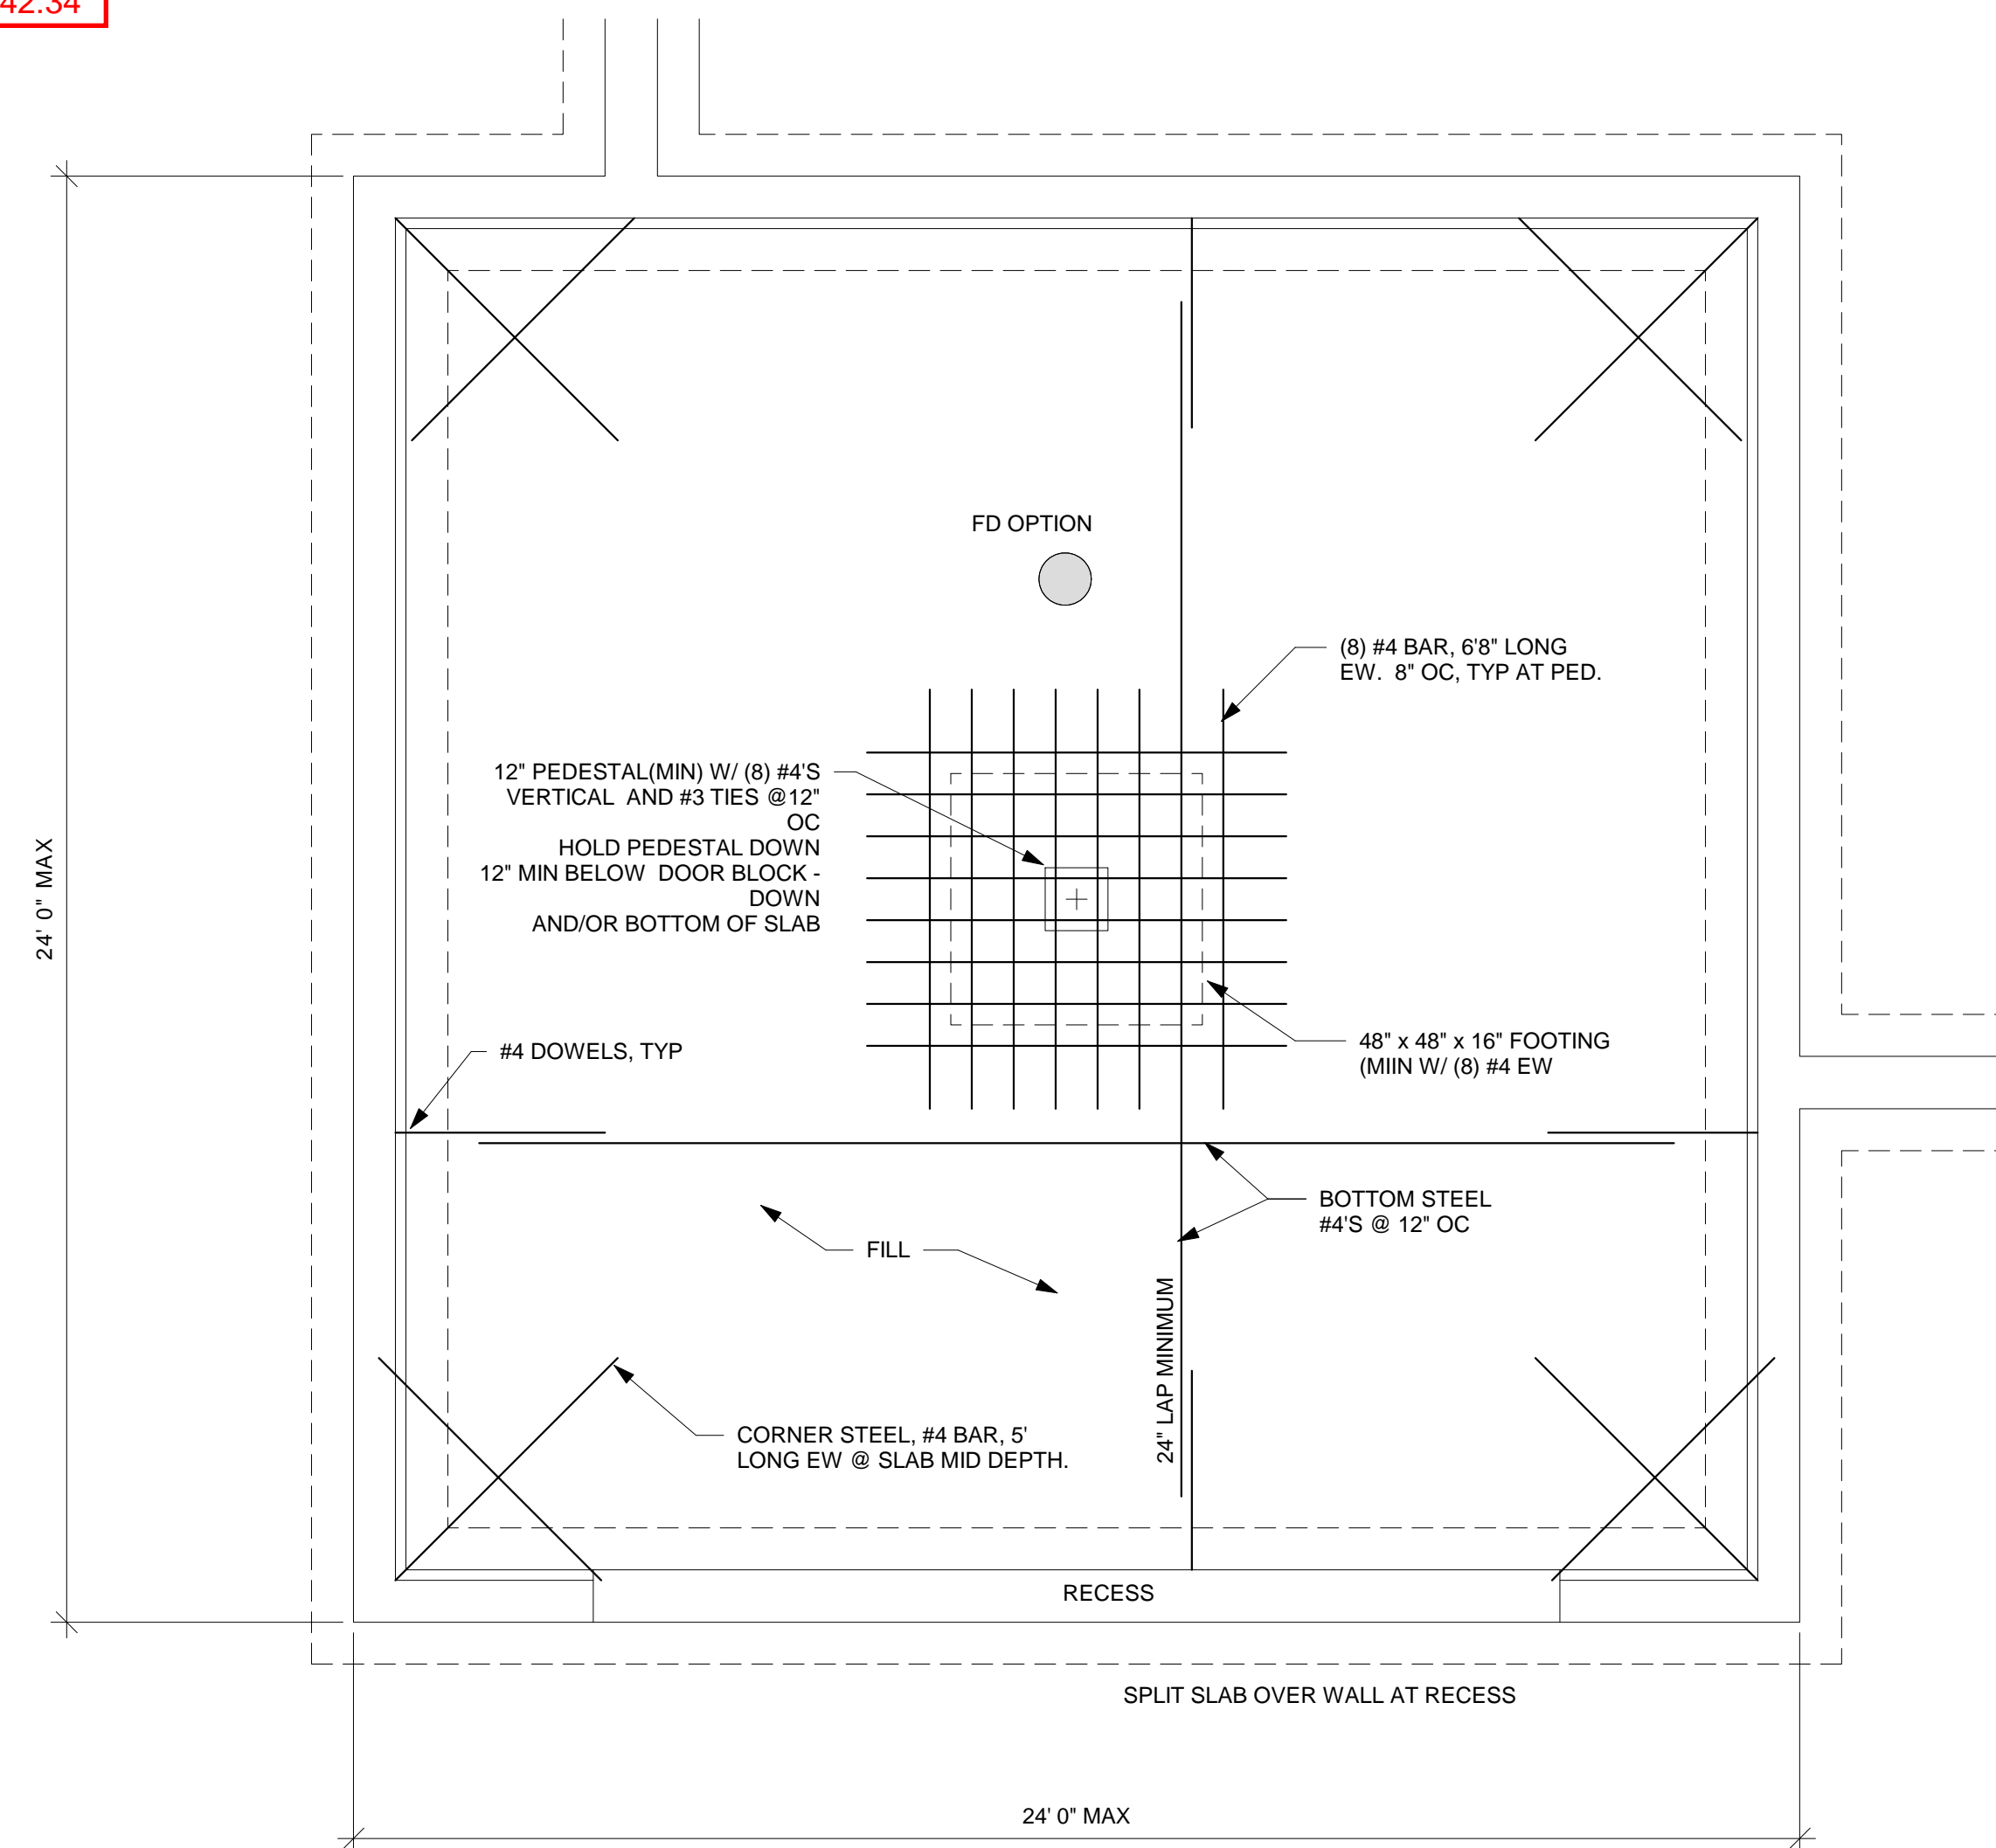 42.34
FD OPTION
(8) #4 BAR, 6'8" LONG
EW.  8" OC, TYP AT PED.
12" PEDESTAL(MIN) W/ (8) #4'S
VERTICAL  AND #3 TIES @12"
OC
HOLD PEDESTAL DOWN
12" MIN BELOW  DOOR BLOCK -
DOWN
AND/OR BOTTOM OF SLAB
24' 0" MAX
#4 DOWELS, TYP
48" x 48" x 16" FOOTING
(MIIN W/ (8) #4 EW
BOTTOM STEEL
#4'S @ 12" OC
FILL
24" LAP MINIMUM
CORNER STEEL, #4 BAR, 5'
LONG EW @ SLAB MID DEPTH.
RECESS
SPLIT SLAB OVER WALL AT RECESS
24' 0" MAX